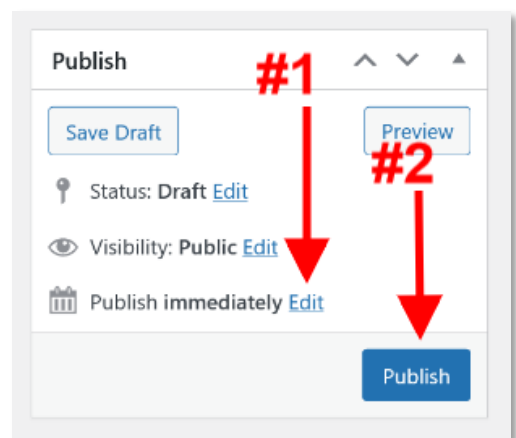 Publish
#1
Save Draft
Preview
#2
Status: Draft Edit
Visibility: Public Edit
Publish immediately Edit
Publish